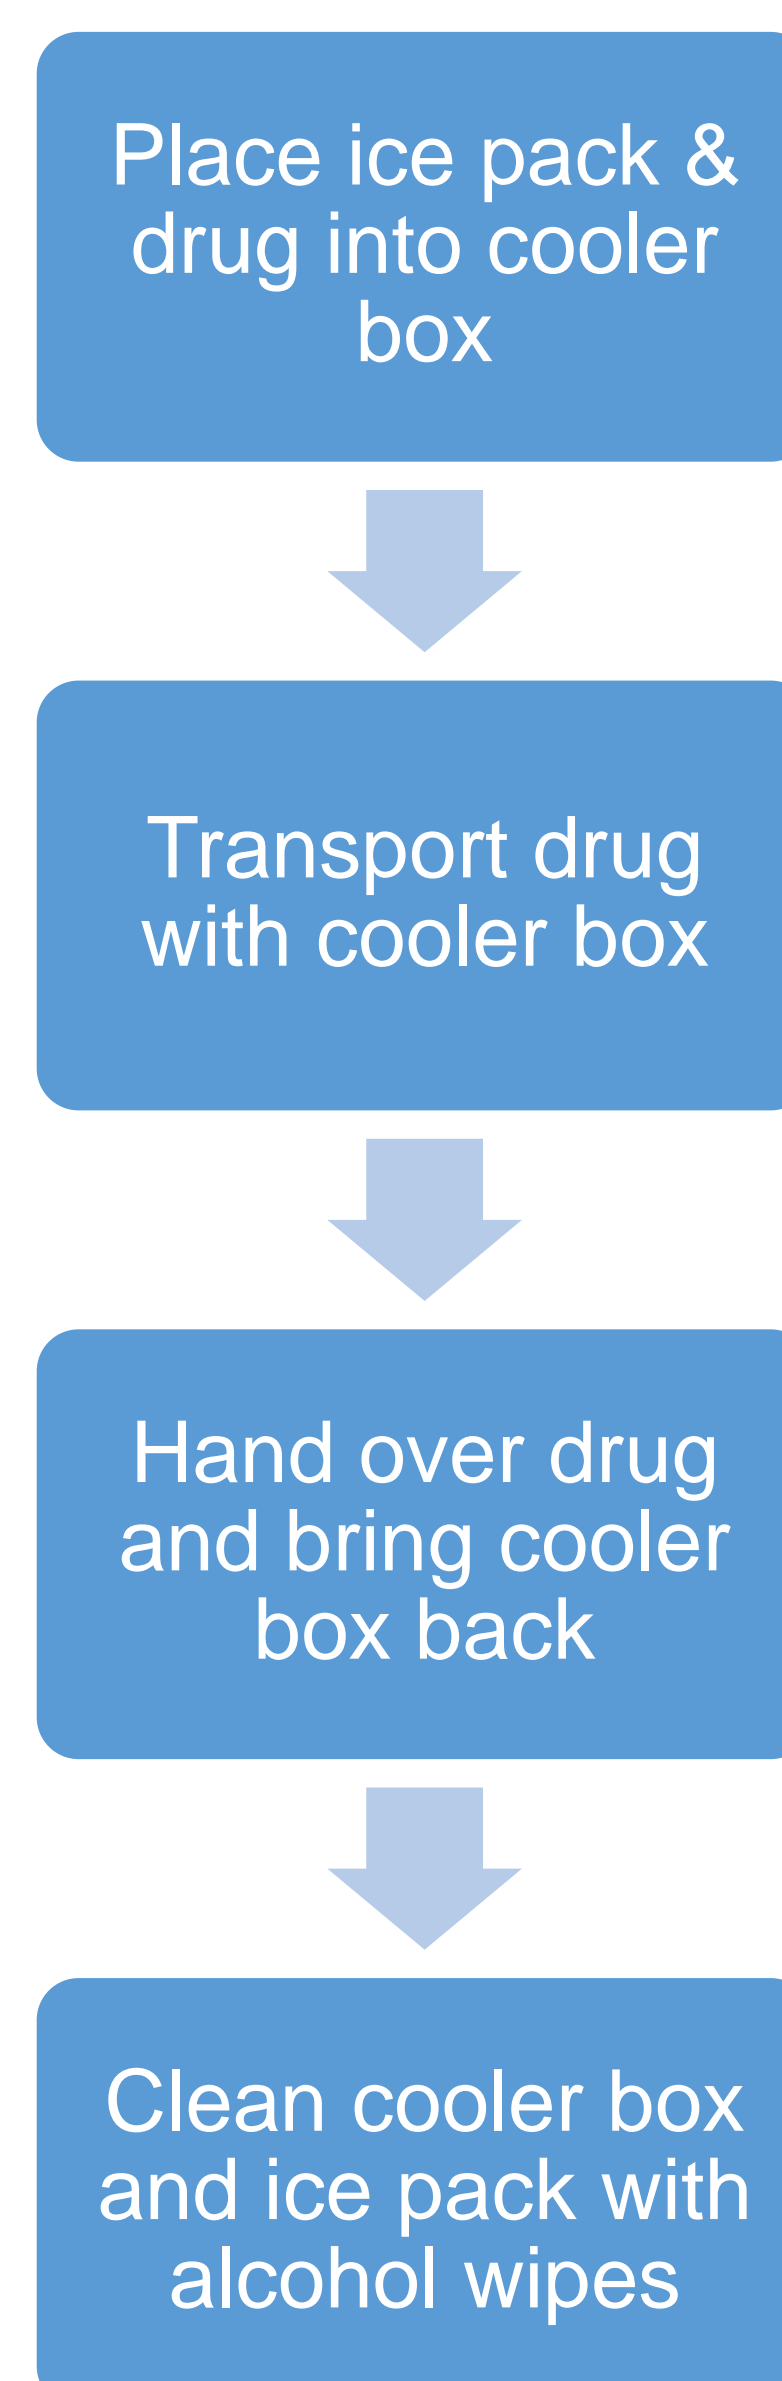 Place ice pack &
drug into cooler
box
Transport drug
with cooler box
Hand over drug
and bring cooler
box back
Clean cooler box
and ice pack with
alcohol wipes